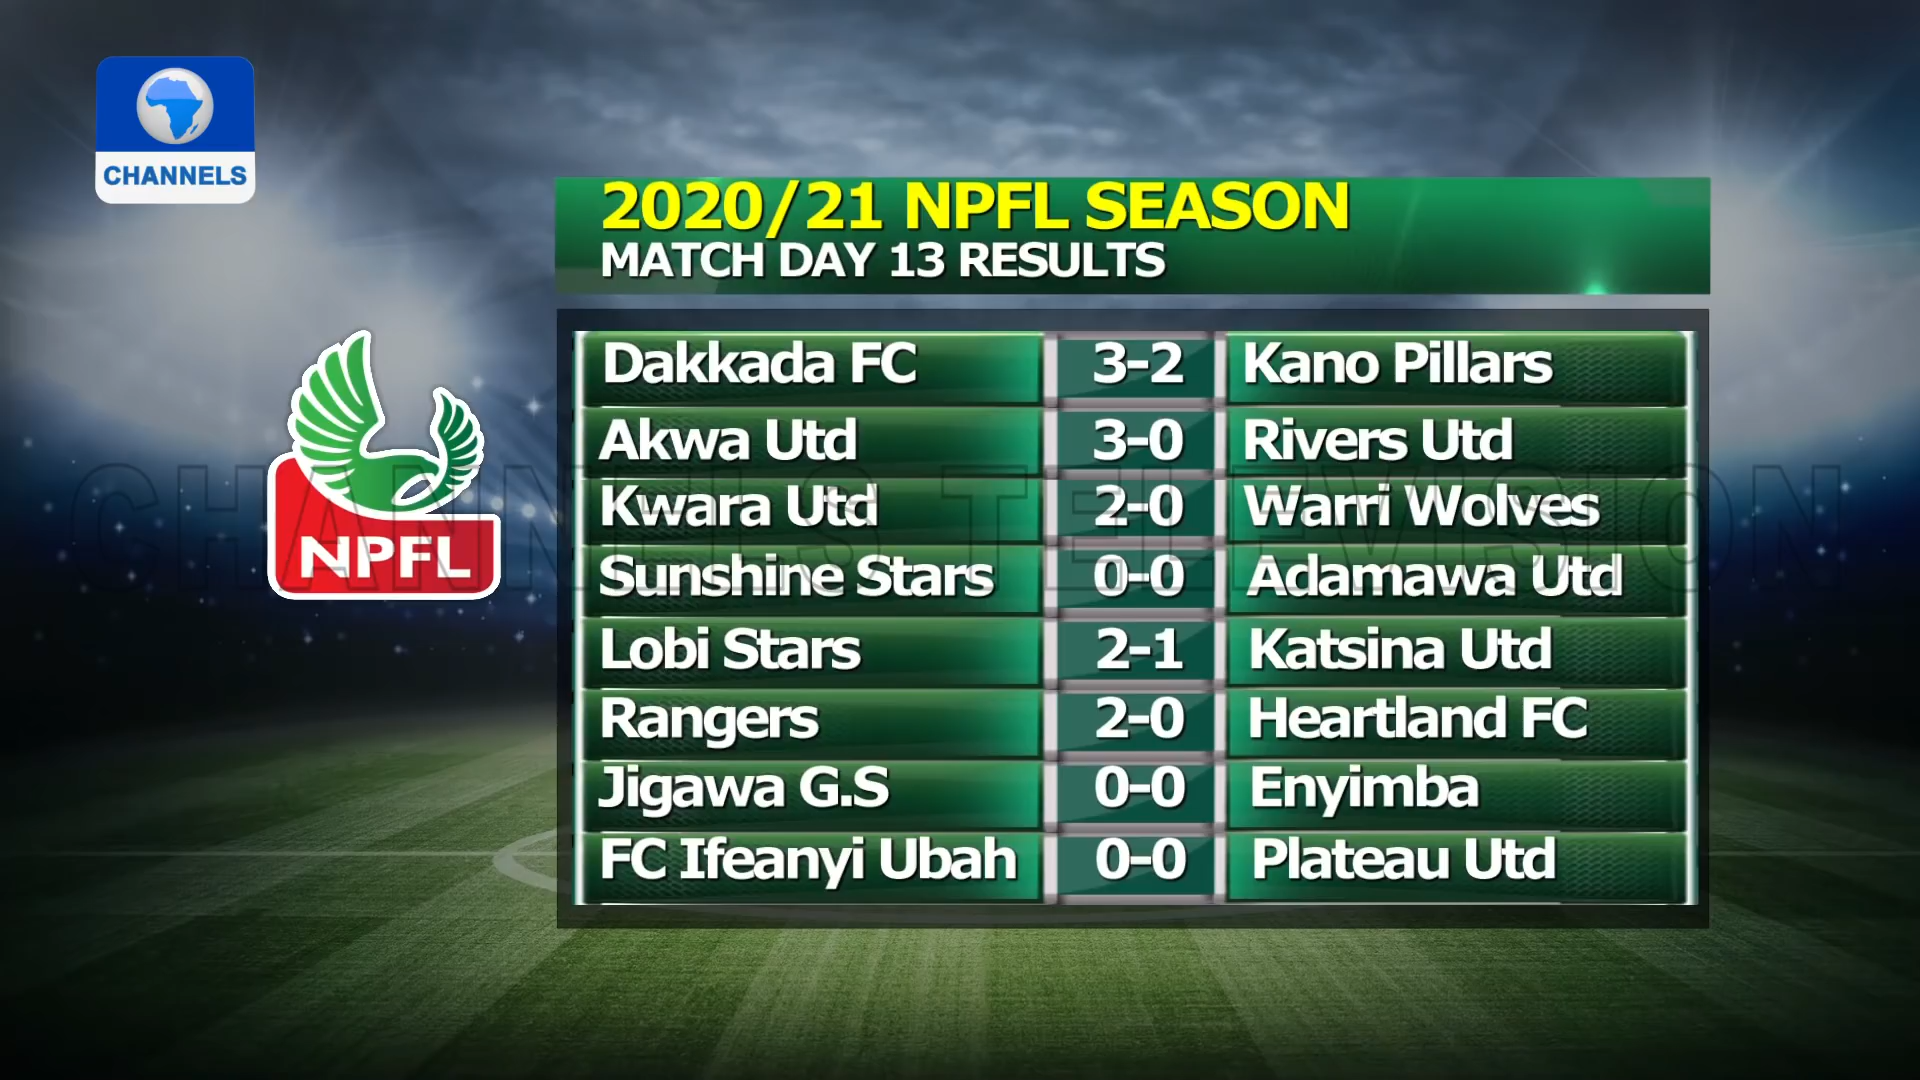 CHANNELS
2020/21 NPFL SEASON
MATCH DAY 13 RESULTS
Dakkada FC 3-2 Kano Pillars
Akwa Utd 3-0 Rivers Utd
Kwara Utd 2-0 Warri Wolves
Sunshine Stars 0-0 Adamawa Utd
Lobi Stars 2-1 Katsina Utd
Rangers 2-0 Heartland FC
Jigawa G.S 0-0 Enyimba
FC Ifeanyi Ubah 0-0 Plateau Utd
NPFL
CHANNELS TELEVISION